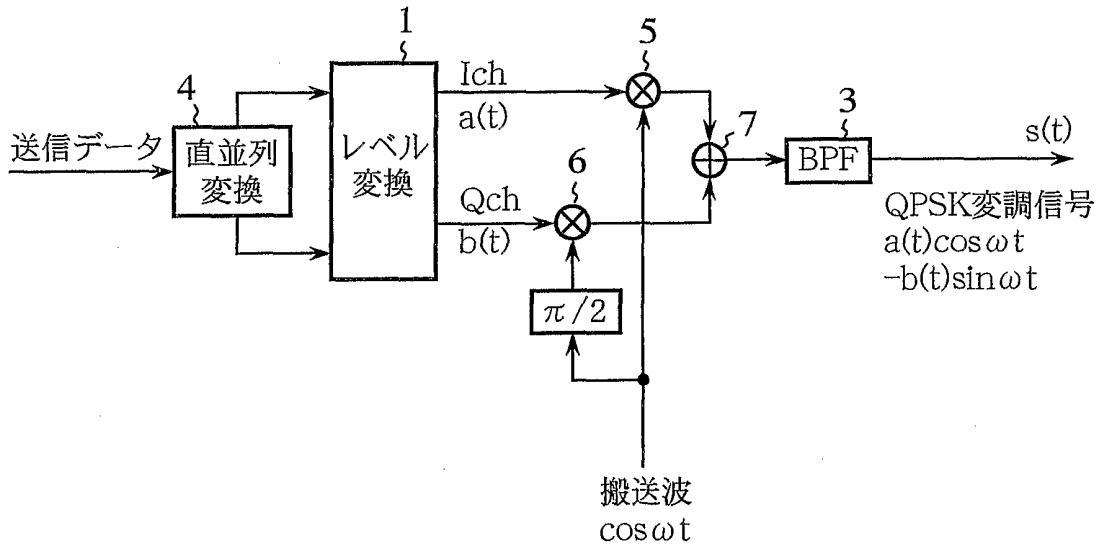 1
5
4
Ich
a(t)
3
7
送信データ
直並列
変換
レベル
変換
BPF
s(t)
6
Qch
b(t)
QPSK変調信号
a(t)cosωt
-b(t)sinωt
π/2
搬送波
cosωt